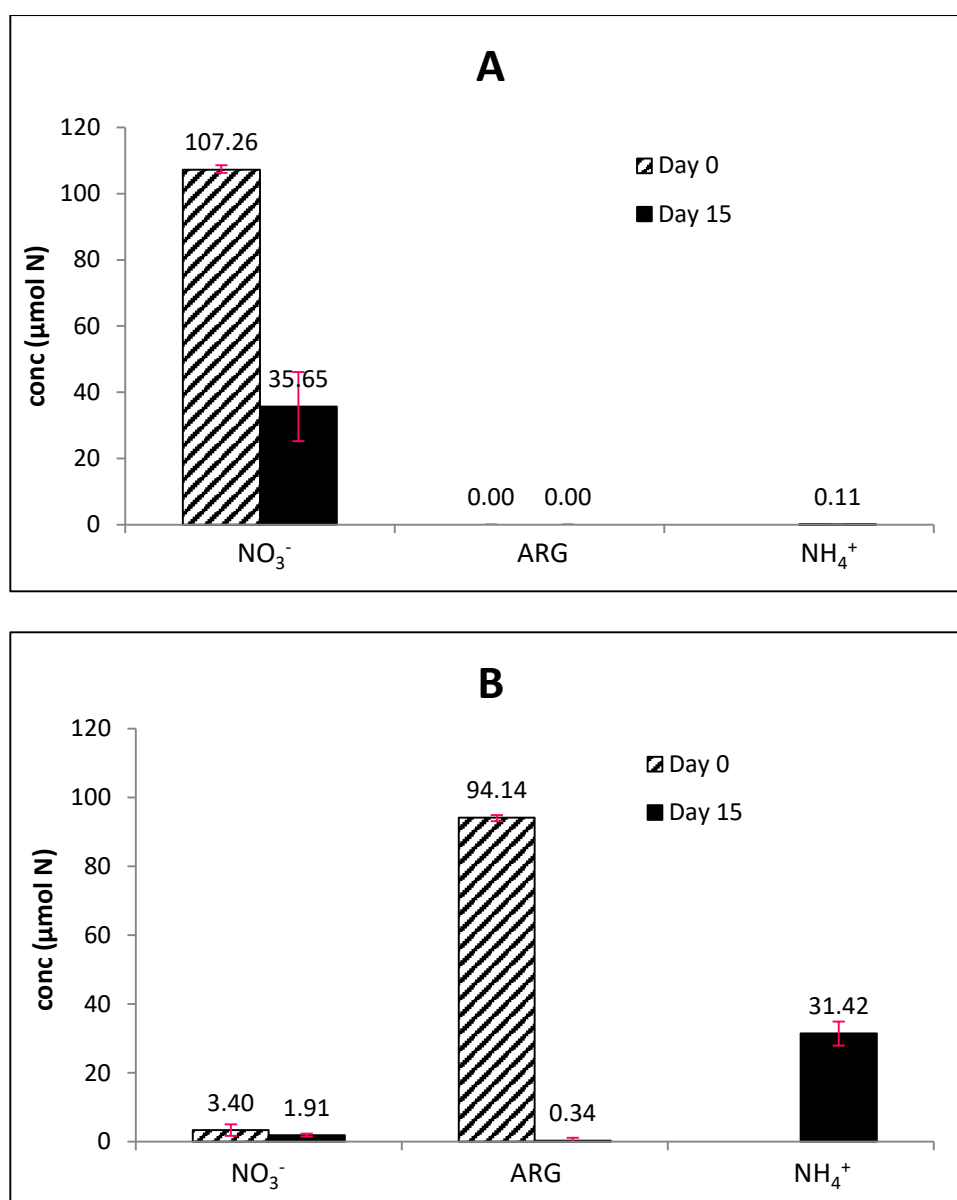 A
120
100
80
60
40
20
0
conc (µmol N)
107.26
35.65
0.00 0.00
0.11
Day 0
Day 15
NO₃⁻ ARG NH₄⁺
B
120
100
80
60
40
20
0
conc (µmol N)
3.40 1.91
94.14
0.34
31.42
Day 0
Day 15
NO₃⁻ ARG NH₄⁺